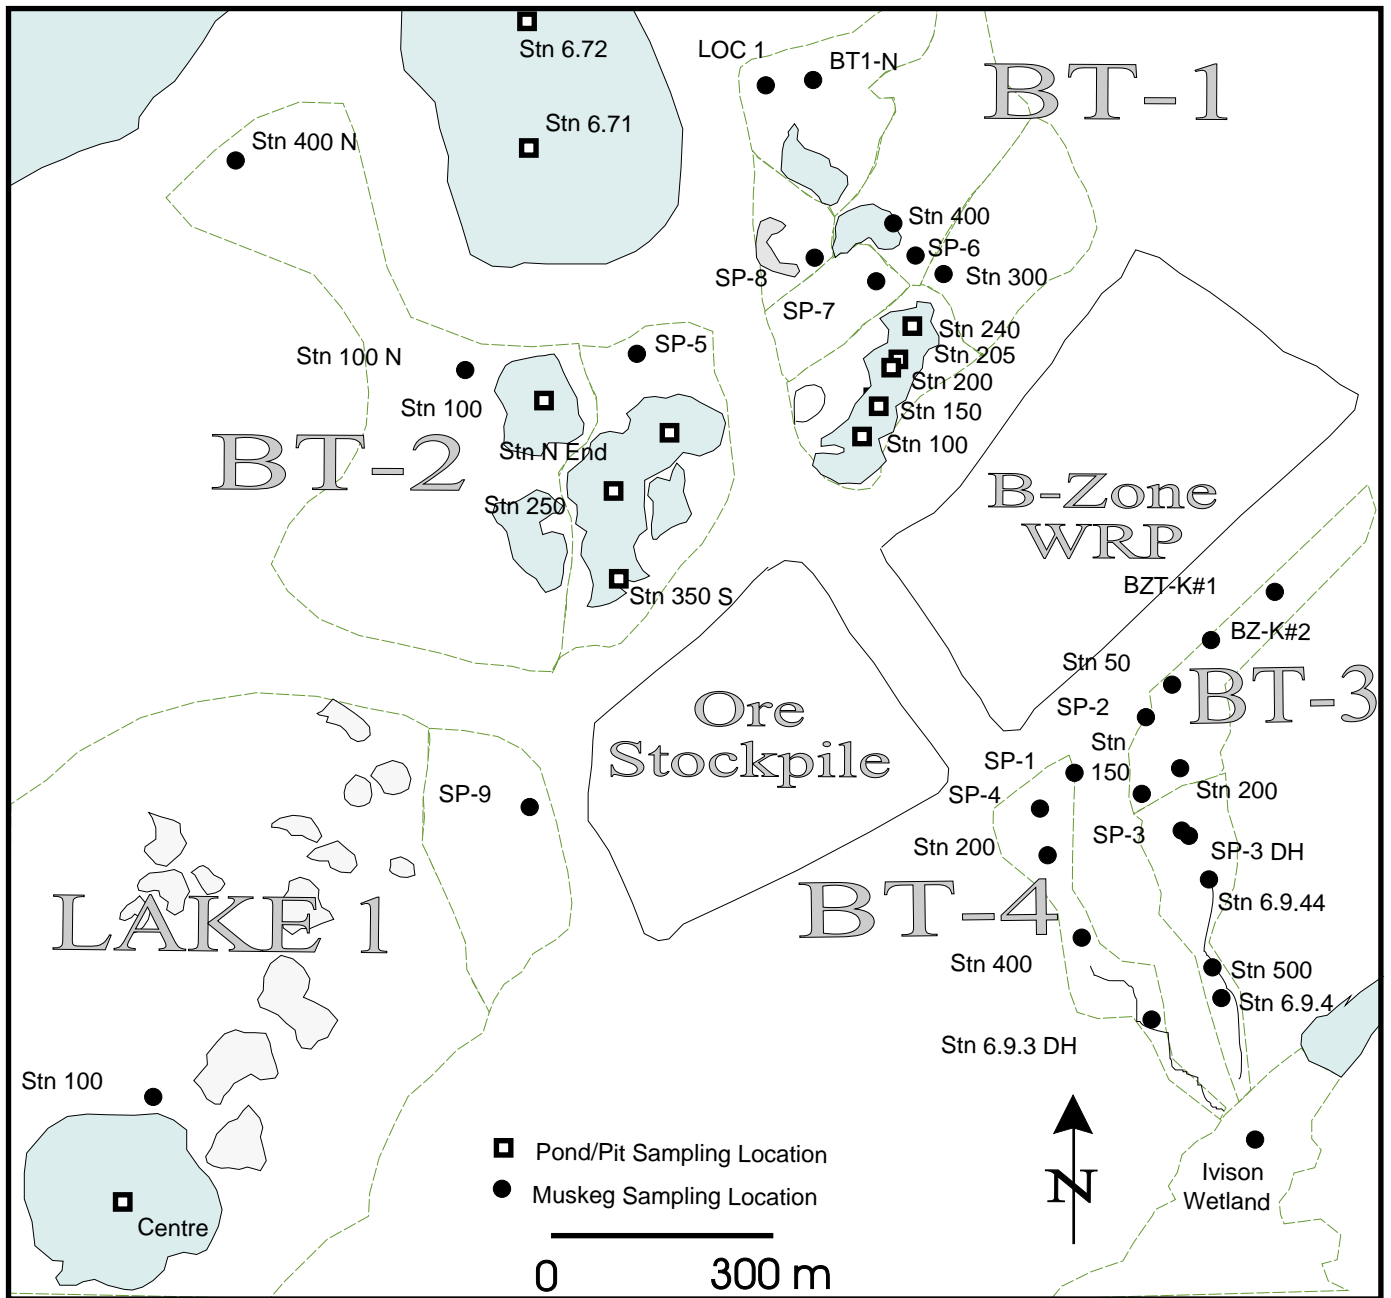 Stn 6.72
LOC 1
BT1-N
BT-1
Stn 6.71
Stn 400 N
Stn 400
SP-6
SP-8
Stn 300
SP-7
Stn 240
Stn 205
Stn 200
Stn 150
Stn 100
SP-5
Stn 100 N
Stn 100
BT-2
Stn N End
Stn 250
Stn 350 S
B-Zone
WRP
BZT-K#1
BZ-K#2
Stn 50
BT-3
SP-2
Stn
150
SP-1
Stn 200
SP-4
SP-3
SP-3 DH
Stn 200
Ore
Stockpile
SP-9
BT-4
Stn 6.9.44
LAKE 1
Stn 400
Stn 500
Stn 6.9.4
Stn 6.9.3 DH
Stn 100
Centre
Pond/Pit Sampling Location
Muskeg Sampling Location
N
Ivison
Wetland
0 300 m